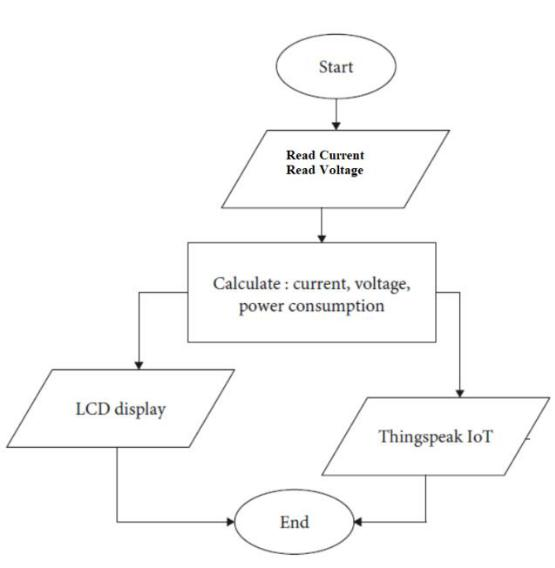 Start
Read Current
Read Voltage
Calculate : current, voltage,
power consumption
LCD display
Thingspeak IoT
End